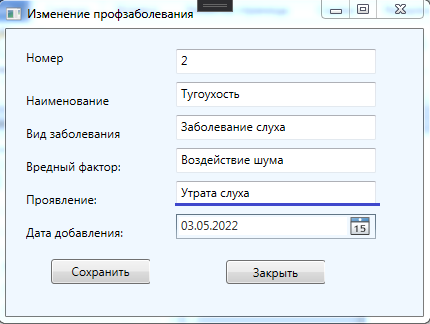 Изменение профзаболевания
Номер 2
Наименование Тугоухость
Вид заболевания Заболевание слуха
Вредный фактор: Воздействие шума
Проявление: Утрата слуха
Дата добавления: 03.05.2022 15
Сохранить Закрыть